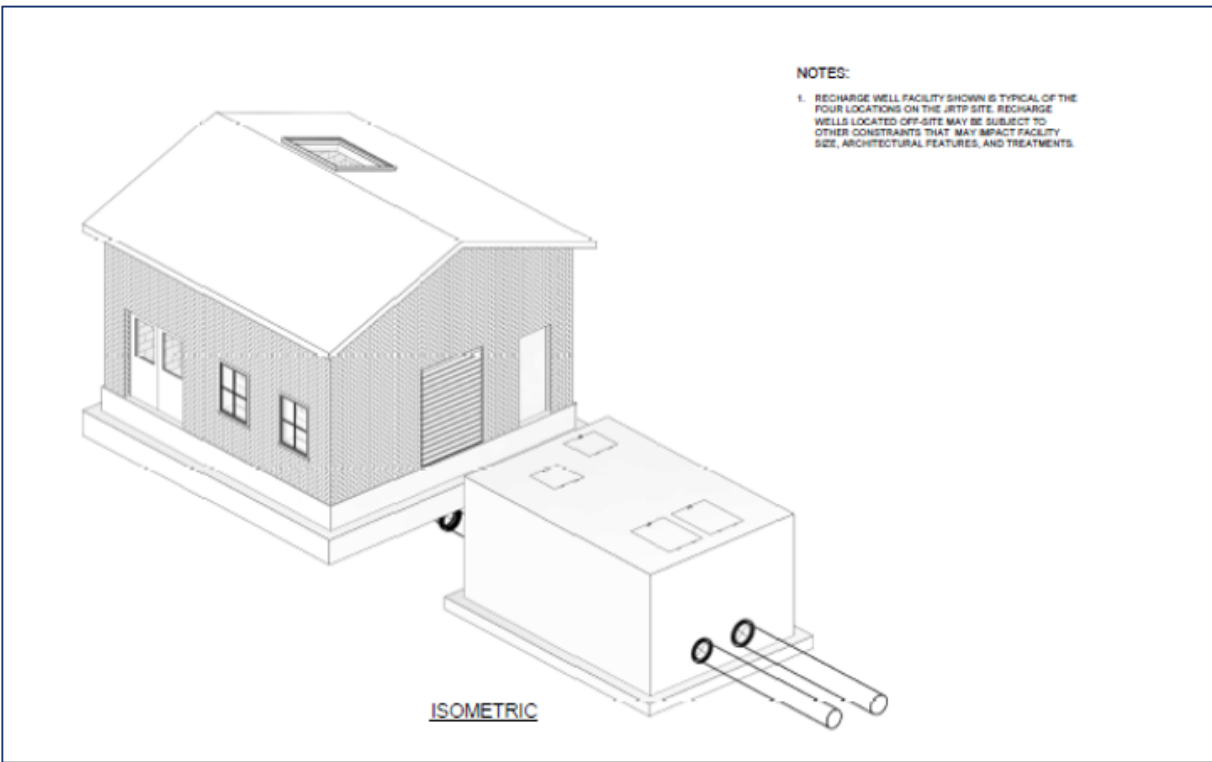 NOTES:
1. RECHARGE WELL FACILITY SHOWN IS TYPICAL OF THE
FOUR LOCATIONS ON THE JRTP SITE. RECHARGE
WELLS LOCATED OFF-SITE MAY BE SUBJECT TO
OTHER CONSTRAINTS THAT MAY IMPACT FACILITY
SIZE, ARCHITECTURAL FEATURES, AND TREATMENTS.
ISOMETRIC